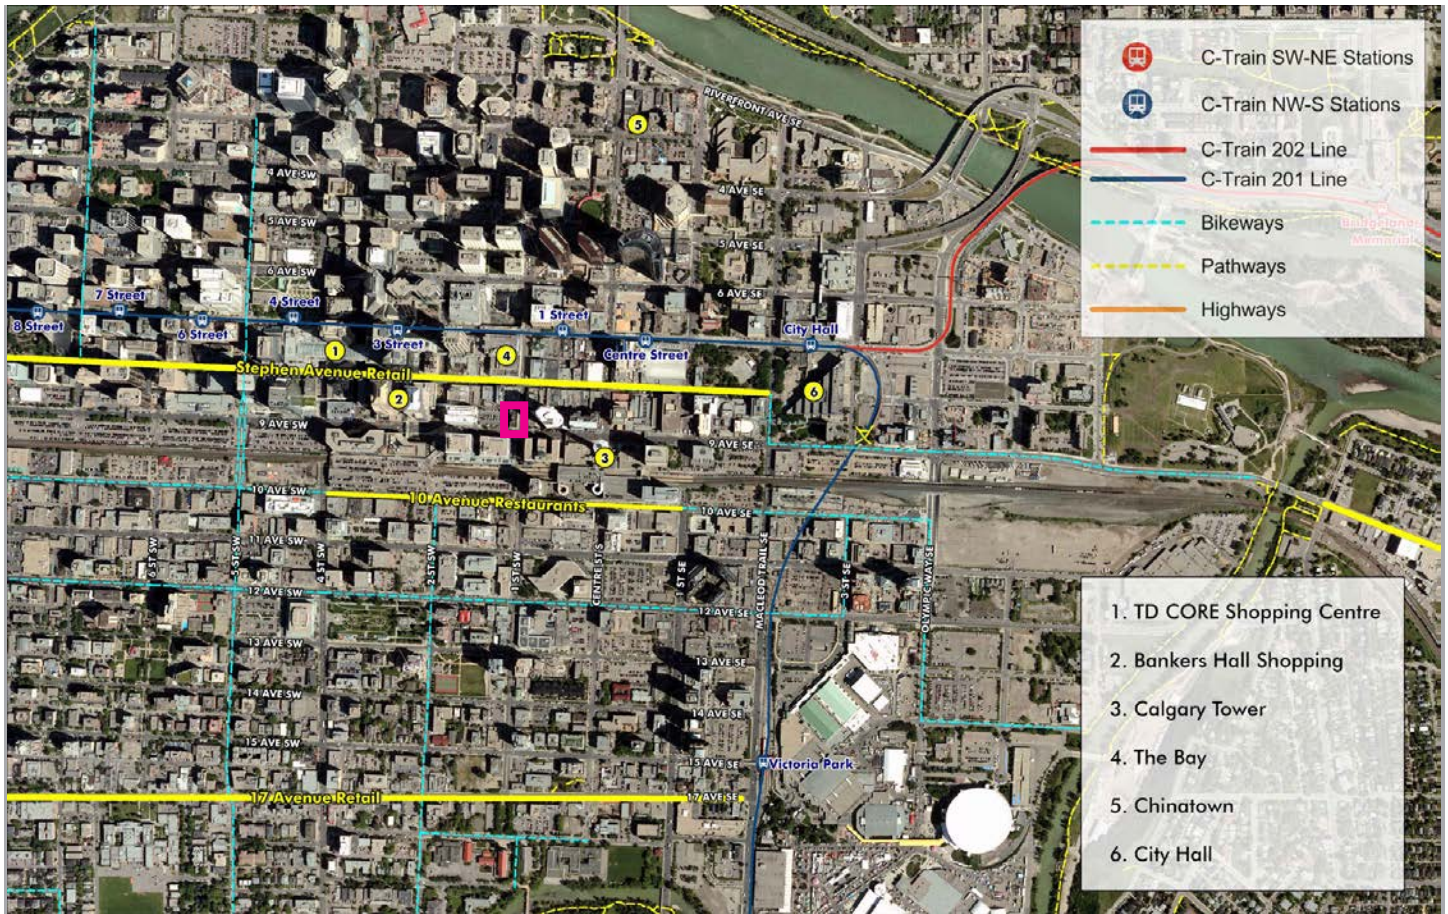 RIVERFRONT AVE SE
5
4 AVE SW
4 AVE SE
5 AVE SW
5 AVE SE
6 AVE SW
6 AVE SE
7 Street
4 Street
8 Street
6 Street
3 Street
1 Street
Centre Street
City Hall
1
4
Stephen Avenue Retail
2
6
9 AVE SW
9 AVE SE
3
10 AVE SW
10 Avenue Restaurants
10 AVE SE
11 AVE SW
6 ST SW
5 ST SW
4 ST SW
2 ST SW
1 ST SW
CENTRE ST S
1 ST SE
MACLEOD TRAIL SE
3 ST SE
OLYMPIC WAY SE
12 AVE SW
12 AVE SE
13 AVE SW
13 AVE SE
14 AVE SW
14 AVE SE
15 AVE SW
15 AVE SE
Victoria Park
17 Avenue Retail
17 AVE SE
C-Train SW-NE Stations
C-Train NW-S Stations
C-Train 202 Line
C-Train 201 Line
Bikeways
Bridgeland
Memorial
Pathways
Highways
1. TD CORE Shopping Centre
2. Bankers Hall Shopping
3. Calgary Tower
4. The Bay
5. Chinatown
6. City Hall